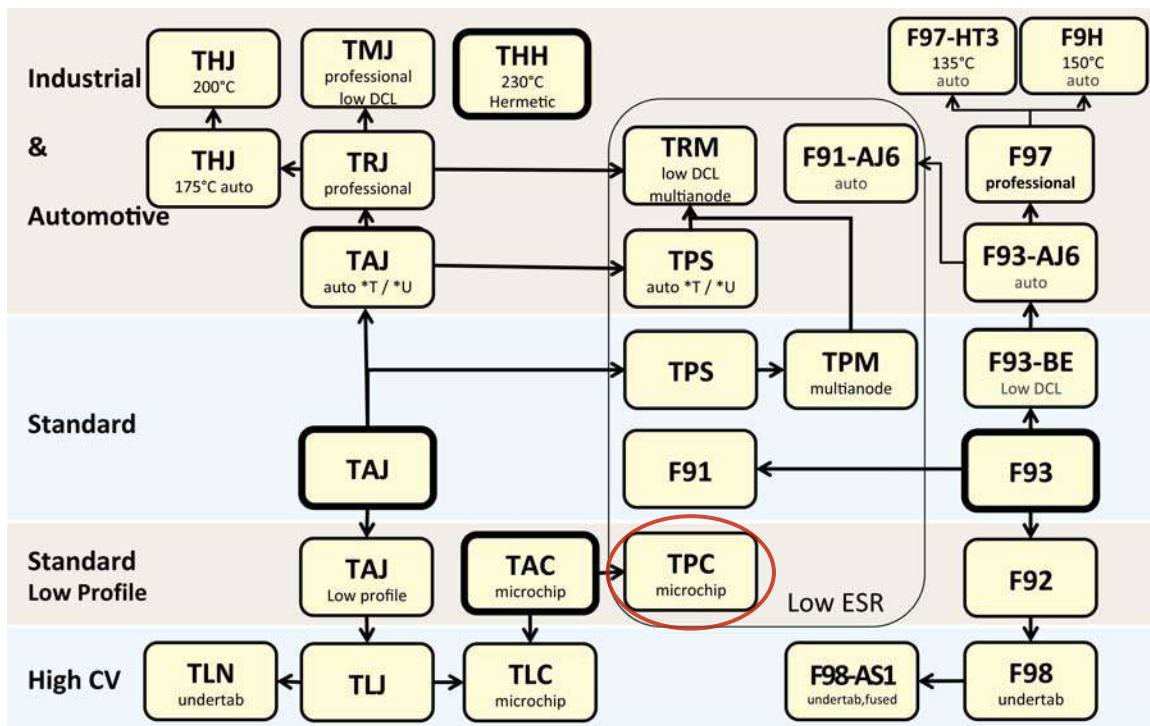 Industrial
&
Automotive
THJ
200°C
TMJ
professional
low DCL
THH
230°C
Hermetic
F97-HT3
135°C
auto
F9H
150°C
auto
THJ
175°C auto
TRJ
professional
TRM
low DCL
multianode
F91-AJ6
auto
F97
professional
TAJ
auto *T / *U
TPS
auto *T / *U
F93-AJ6
auto
Standard
TPS
TPM
multianode
F93-BE
Low DCL
TAJ
F91
F93
Standard
Low Profile
TAJ
Low profile
TAC
microchip
TPC
microchip
Low ESR
F92
High CV
TLN
undertab
TLJ
TLC
microchip
F98-AS1
undertab,fused
F98
undertab